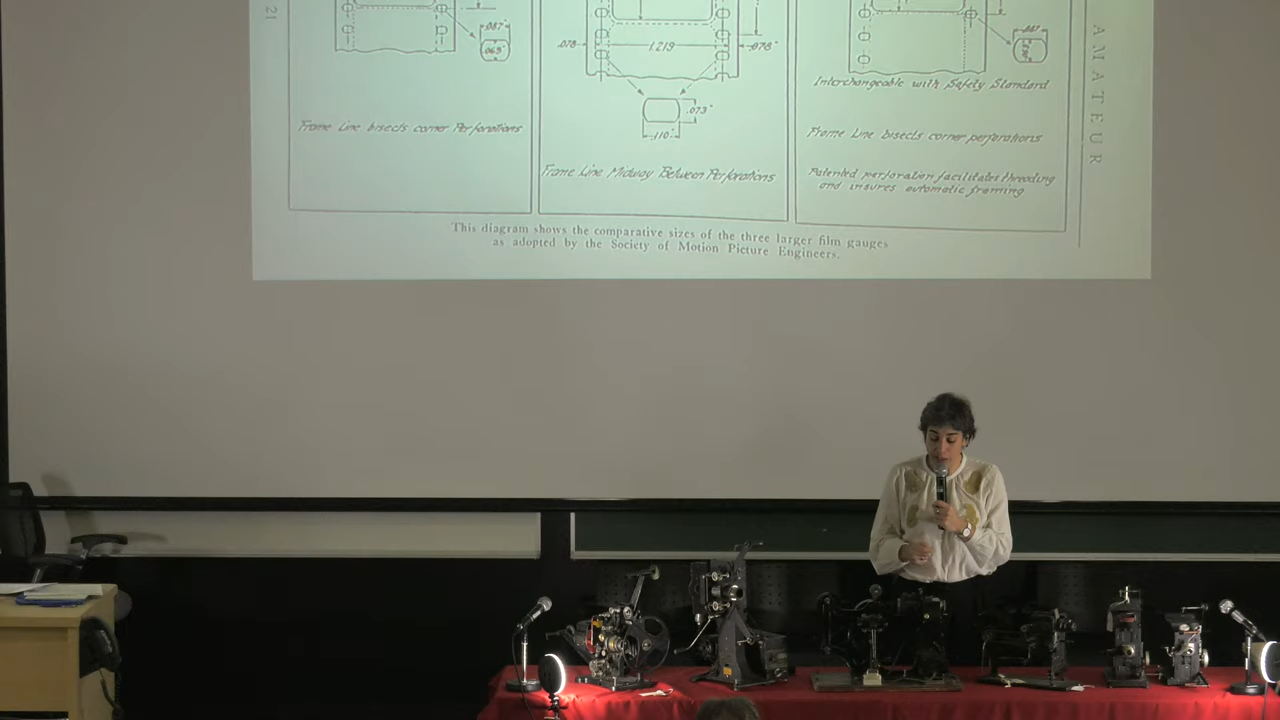 21
.087"
.063"
Frame Line bisects corner Perforations
.078
1.219
.078"
.073"
.110"
Frame Line Midway Between Perforations
Interchangeable with Safety Standard
Frame Line bisects corner perforations
Patented perforation facilitates threading
and insures automatic framing
AMATEUR
This diagram shows the comparative sizes of the three larger film gauges
as adopted by the Society of Motion Picture Engineers.